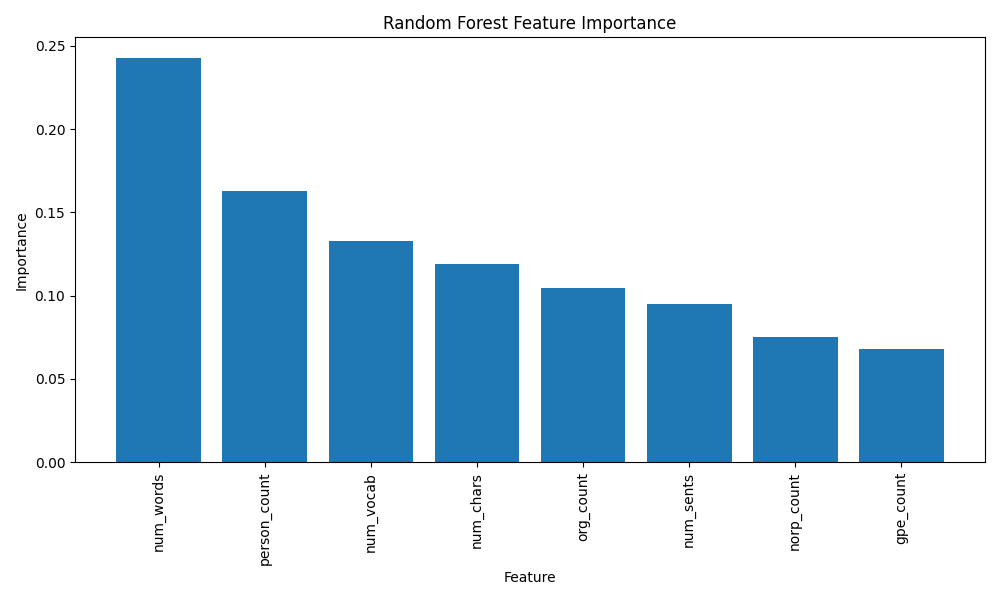 Random Forest Feature Importance
Importance
0.25
0.20
0.15
0.10
0.05
0.00
num_words
person_count
num_vocab
num_chars
org_count
num_sents
norp_count
gpe_count
Feature